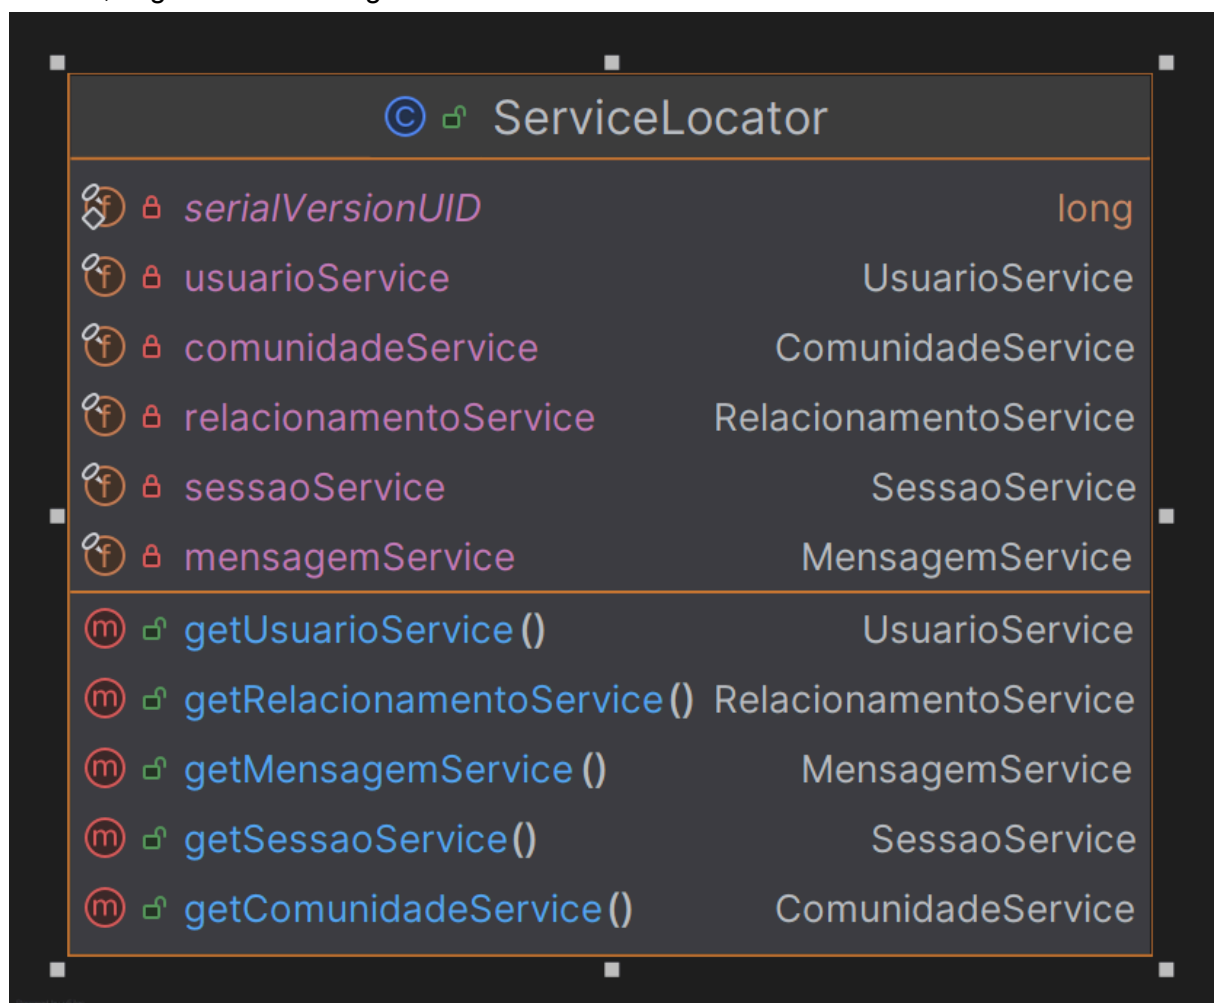 ServiceLocator
serialVersionUID long
usuarioService UsuarioService
comunidadeService ComunidadeService
relacionamentoService RelacionamentoService
sessaoService SessaoService
mensagemService MensagemService
getUsuarioService() UsuarioService
getRelacionamentoService() RelacionamentoService
getMensagemService() MensagemService
getSessaoService() SessaoService
getComunidadeService() ComunidadeService